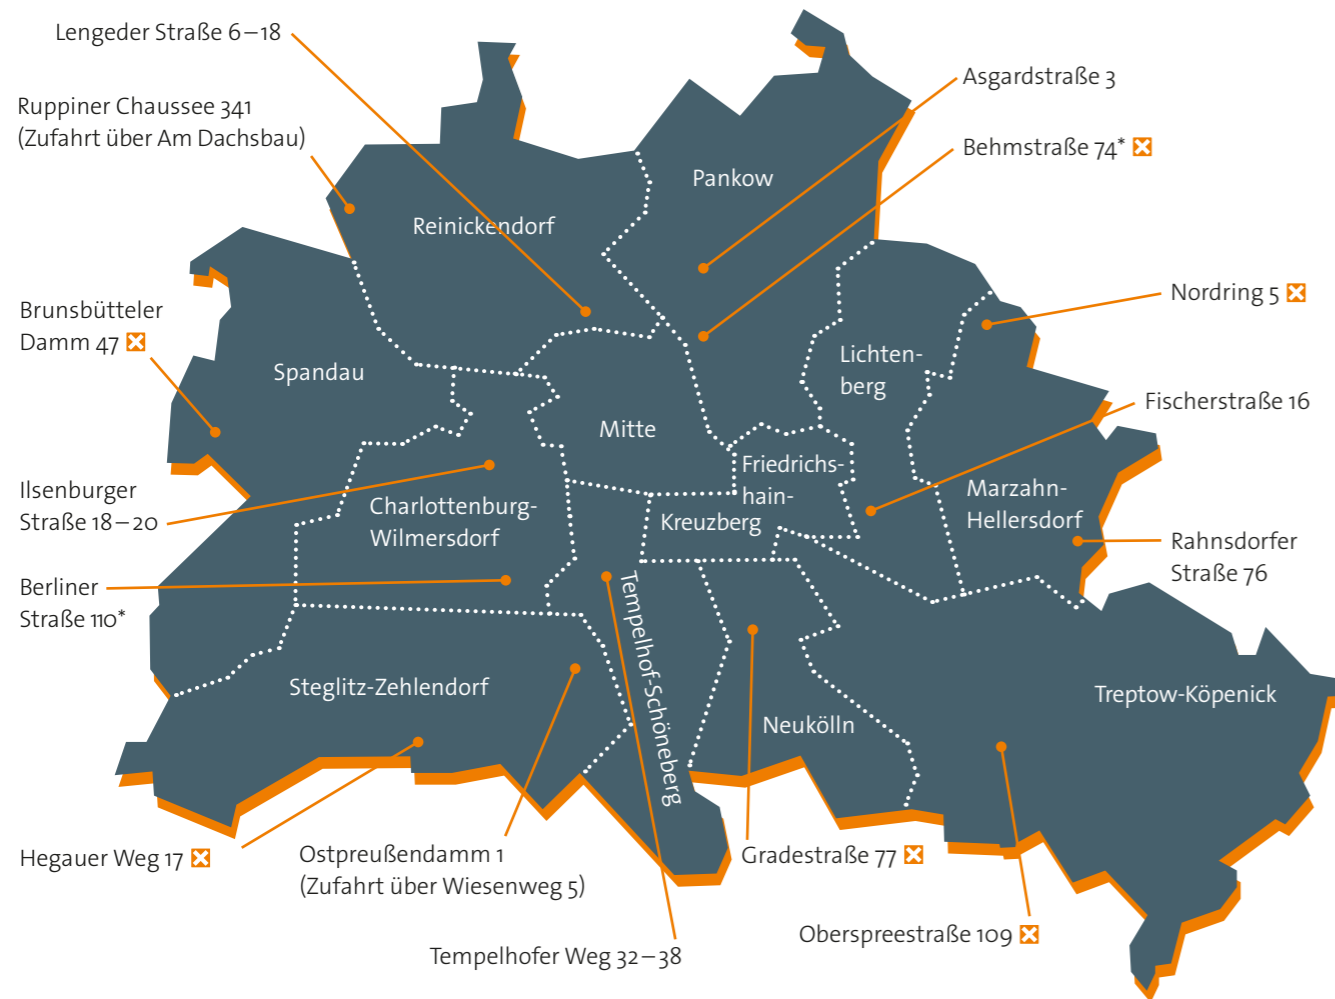 Lengeder Straße 6–18
Ruppiner Chaussee 341
(Zufahrt über Am Dachsbau)
Asgardstraße 3
Behmstraße 74*
Pankow
Reinickendorf
Nordring 5
Brunsbütteler
Damm 47
Spandau
Lichten-
berg
Fischerstraße 16
Mitte
Friedrichs-
hain-
Kreuzberg
Ilsenburger
Straße 18–20
Charlottenburg-
Wilmersdorf
Marzahn-
Hellersdorf
Rahnsdorfer
Straße 76
Berliner
Straße 110*
Tempelhof-Schöneberg
Steglitz-Zehlendorf
Neukölln
Treptow-Köpenick
Hegauer Weg 17
Ostpreußendamm 1
(Zufahrt über Wiesenweg 5)
Gradestraße 77
Oberspreestraße 109
Tempelhofer Weg 32–38